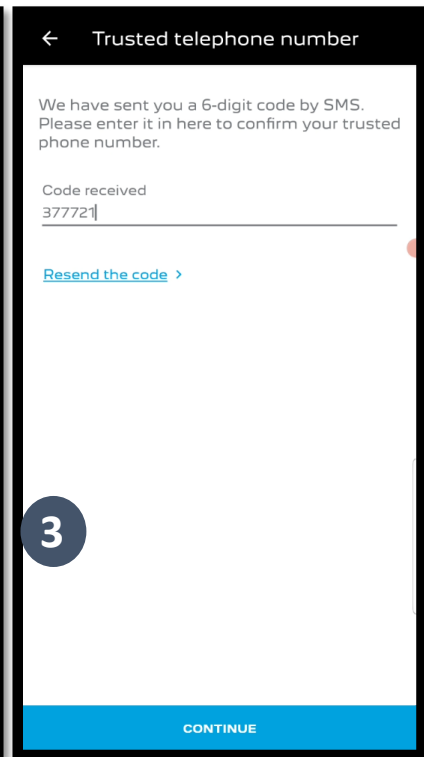 ← Trusted telephone number
We have sent you a 6-digit code by SMS.
Please enter it in here to confirm your trusted
phone number.
Code received
377721
Resend the code >
3
CONTINUE